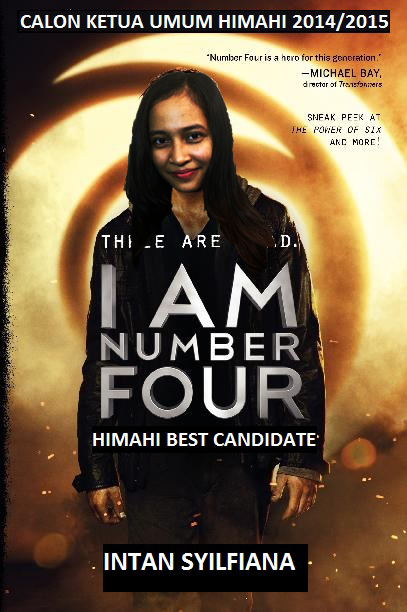 CALON KETUA UMUM HIMAHI 2014/2015
"Number Four is a hero for this generation."
—MICHAEL BAY,
director of Transformers
SNEAK PEEK AT
THE POWER OF SIX
AND MORE!
ARE
I AM
NUMBER
FOUR
HIMAHI BEST CANDIDATE
INTAN SYILFIANA